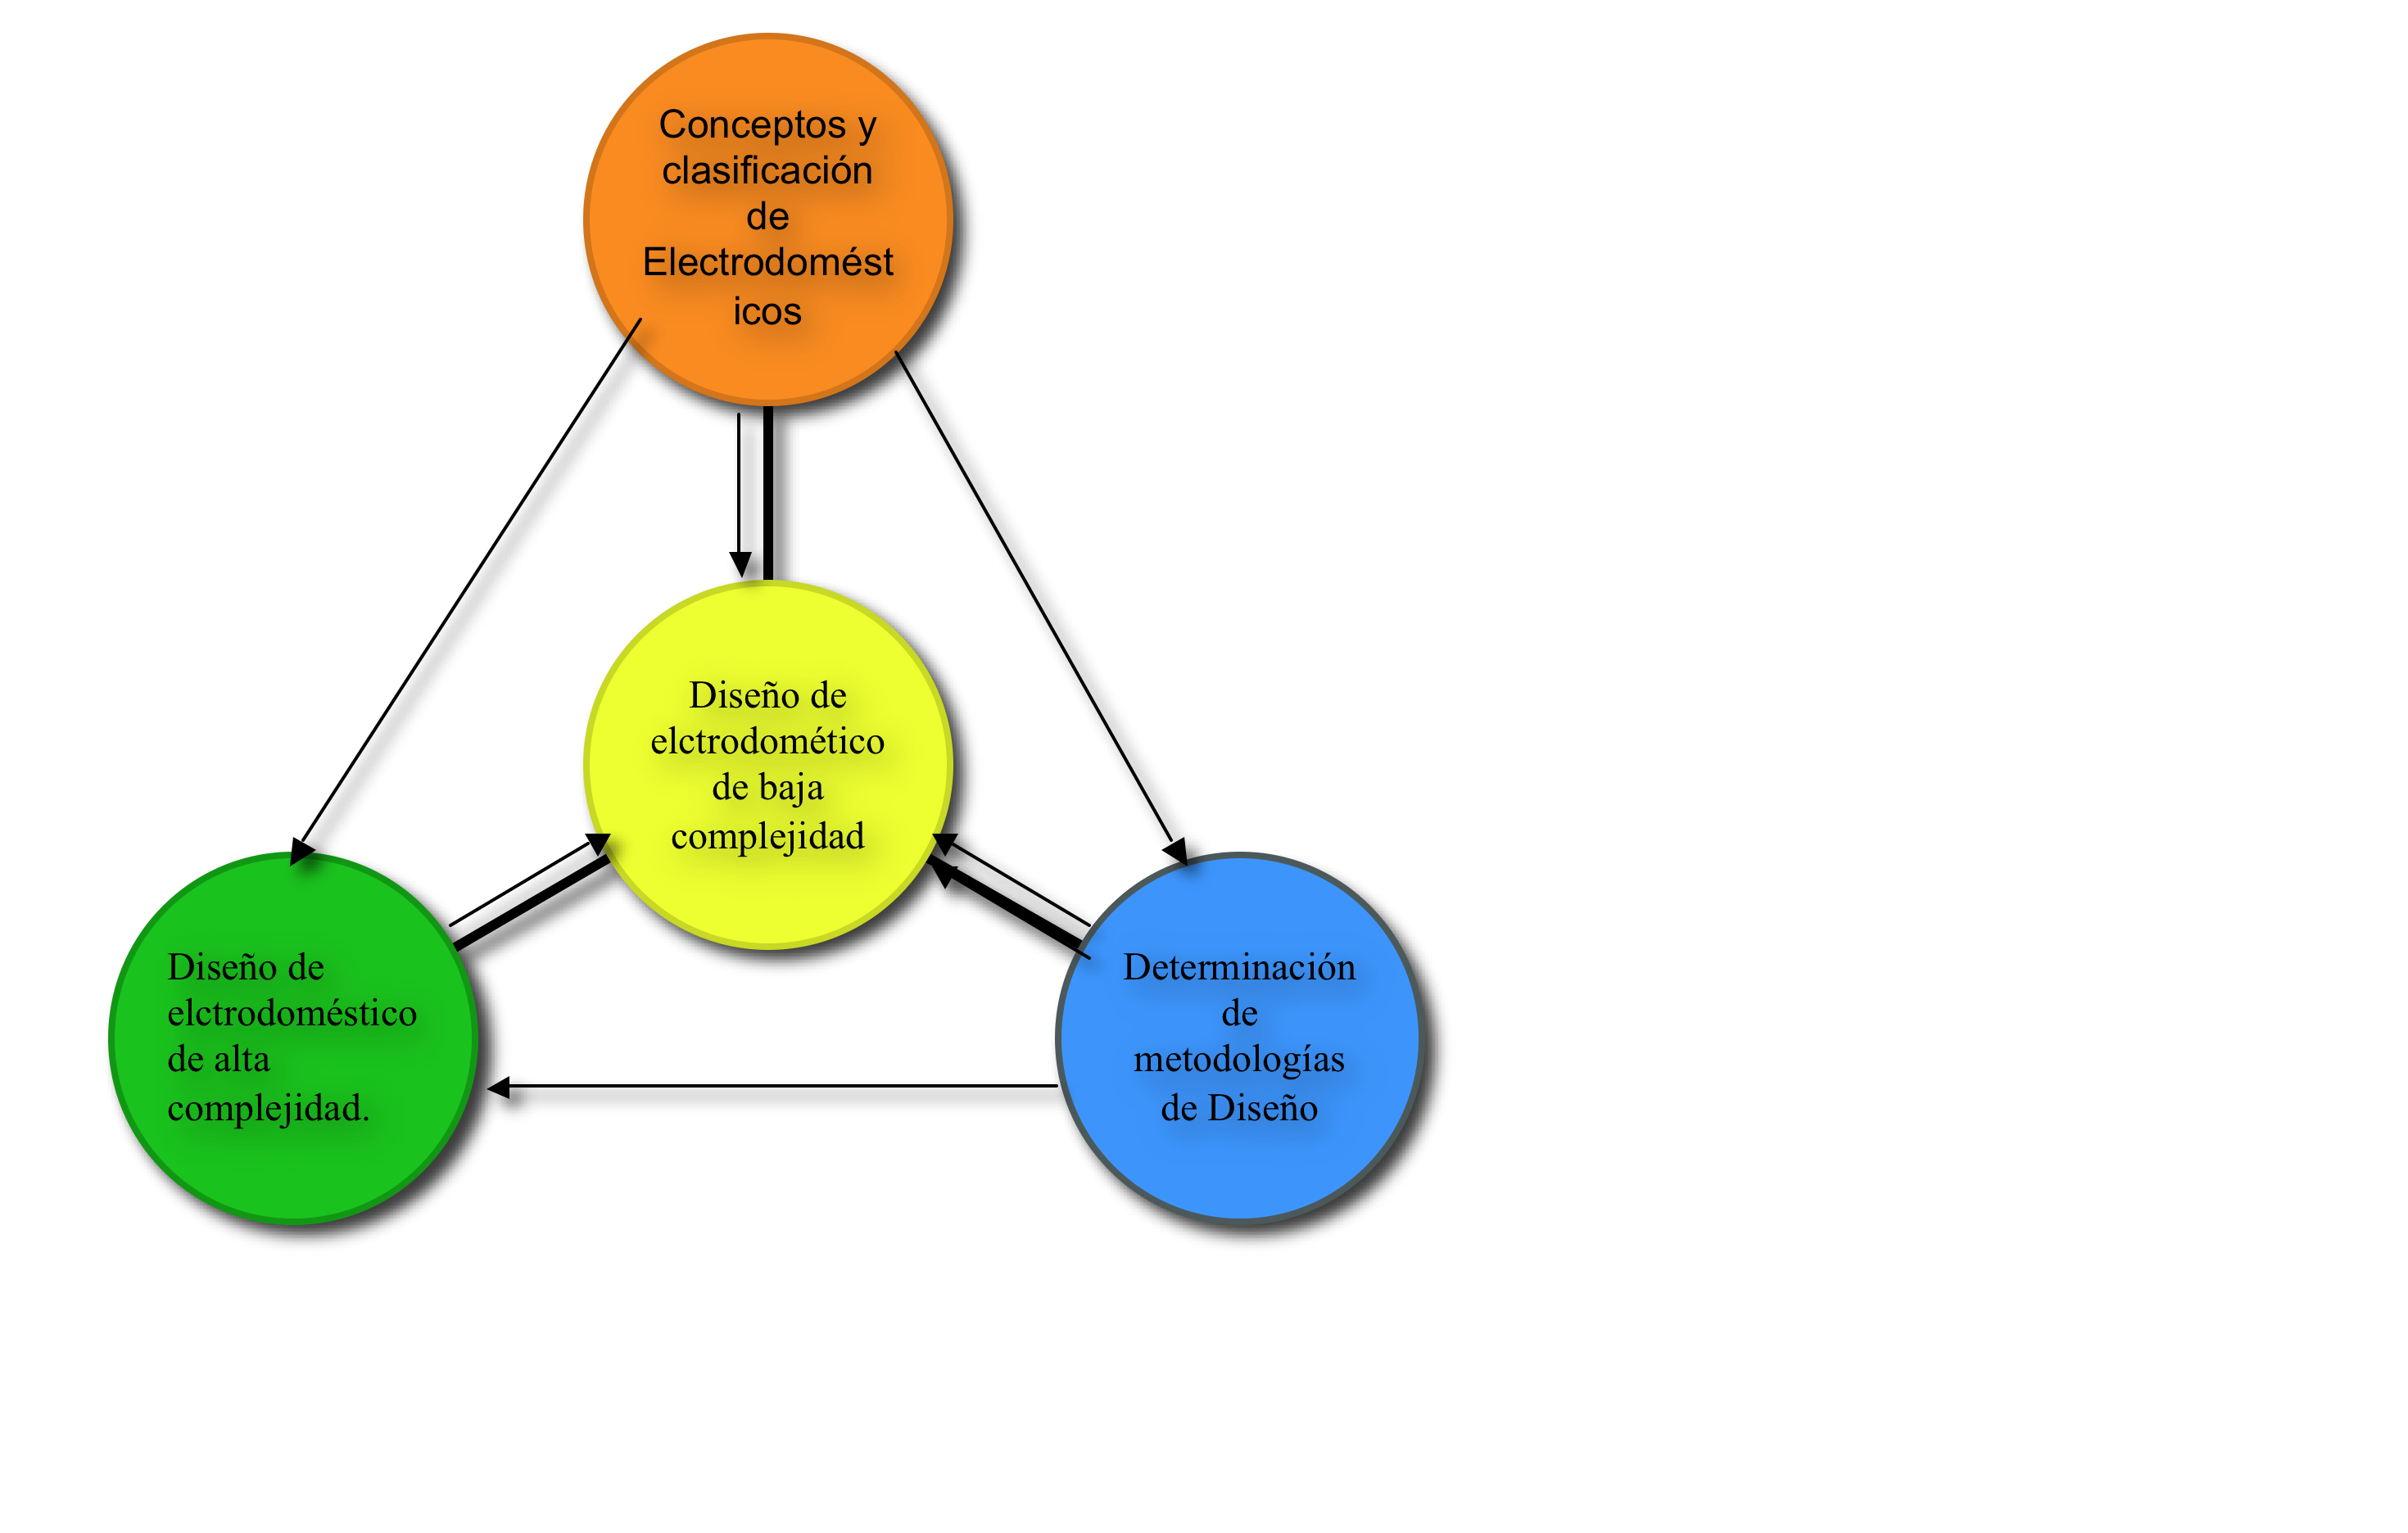 Conceptos y
clasificación
de
Electrodomést
icos
Diseño de
elctrodomético
de baja
complejidad
Diseño de
elctrodoméstico
de alta
complejidad.
Determinación
de
metodologías
de Diseño